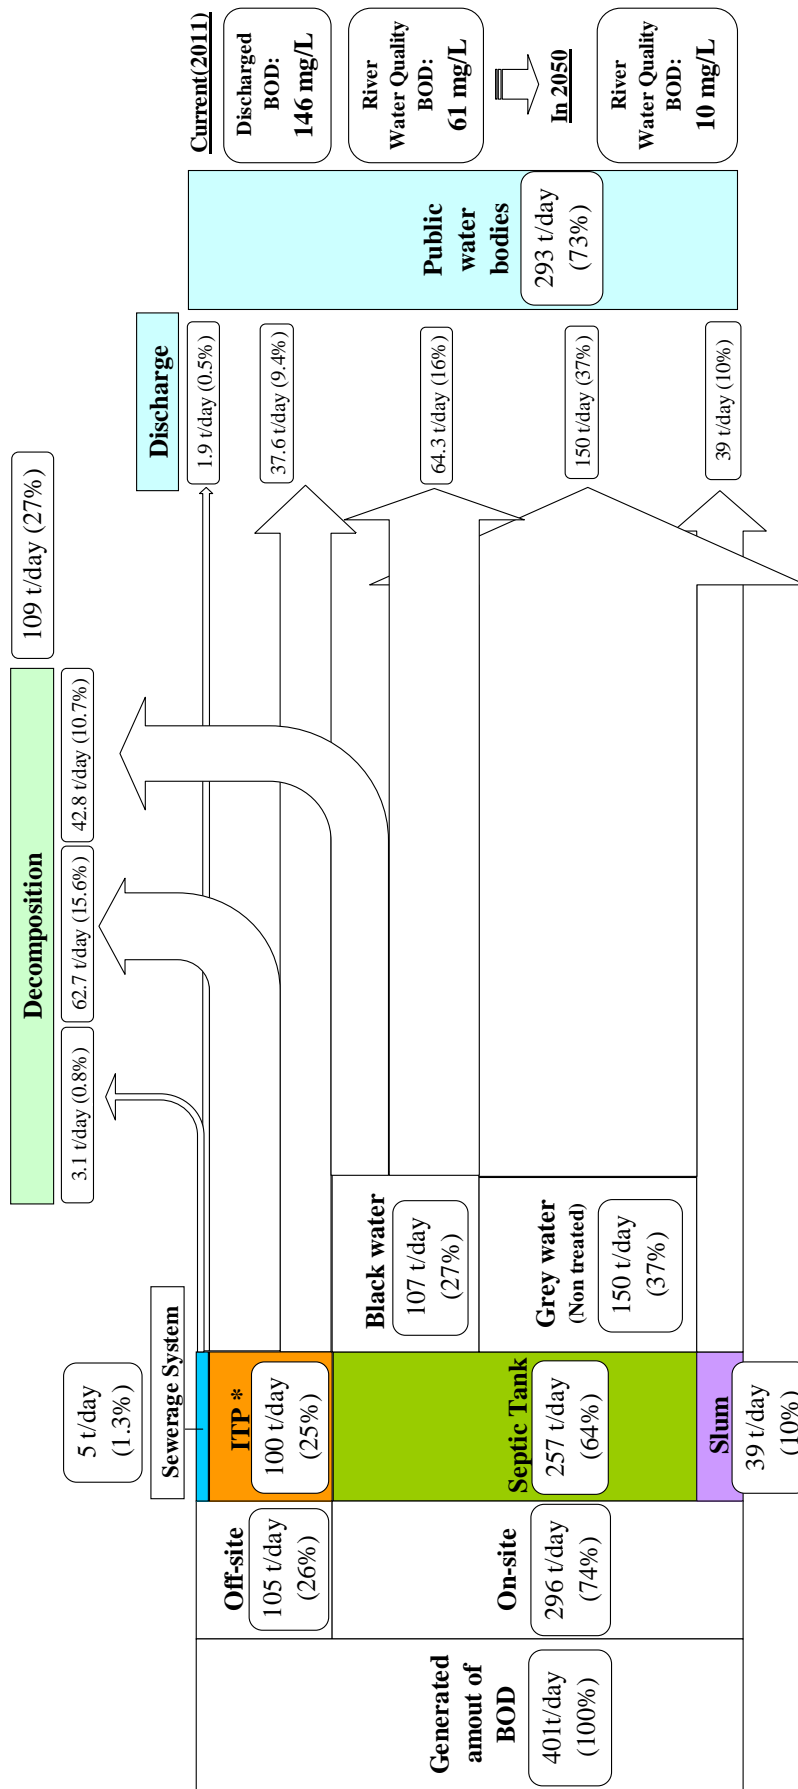 Generated
amout of
BOD
401t/day
(100%)
Off-site
105 t/day
(26%)
On-site
296 t/day
(74%)
5 t/day
(1.3%)
Sewerage System
ITP *
100 t/day
(25%)
Septic Tank
257 t/day
(64%)
Slum
39 t/day
(10%)
Black water
107 t/day
(27%)
Grey water
(Non treated)
150 t/day
(37%)
Decomposition
109 t/day (27%)
3.1 t/day (0.8%)
62.7 t/day (15.6%)
42.8 t/day (10.7%)
Discharge
1.9 t/day (0.5%)
37.6 t/day (9.4%)
64.3 t/day (16%)
150 t/day (37%)
39 t/day (10%)
Public
water
bodies
293 t/day
(73%)
Current(2011)
Discharged
BOD:
146 mg/L
River
Water Quality
BOD:
61 mg/L
In 2050
River
Water Quality
BOD:
10 mg/L